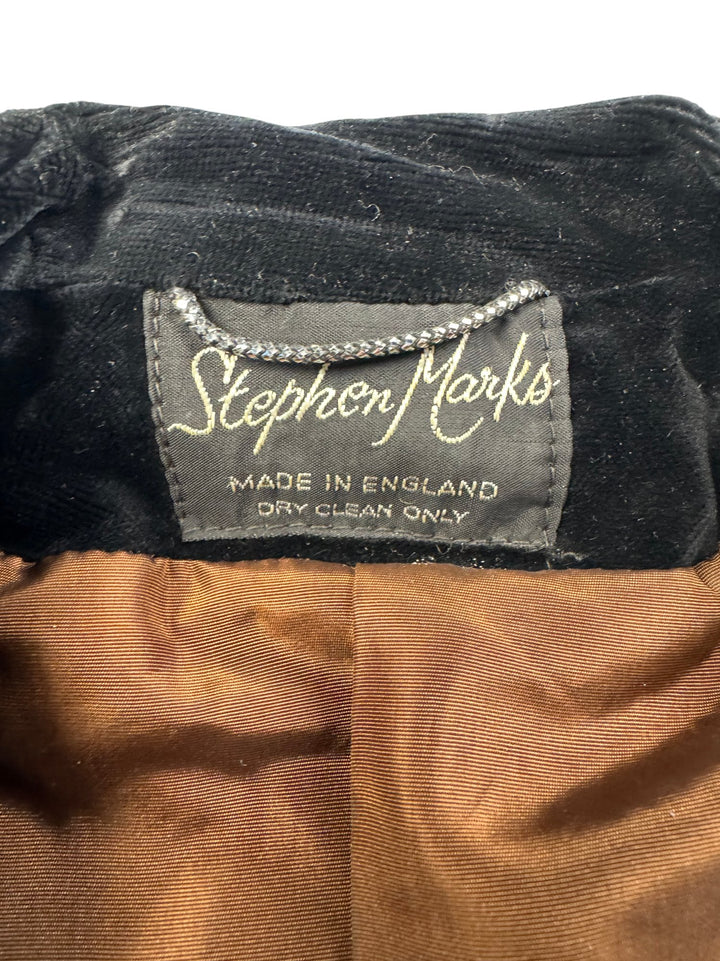 Stephen Marks
MADE IN ENGLAND
DRY CLEAN ONLY